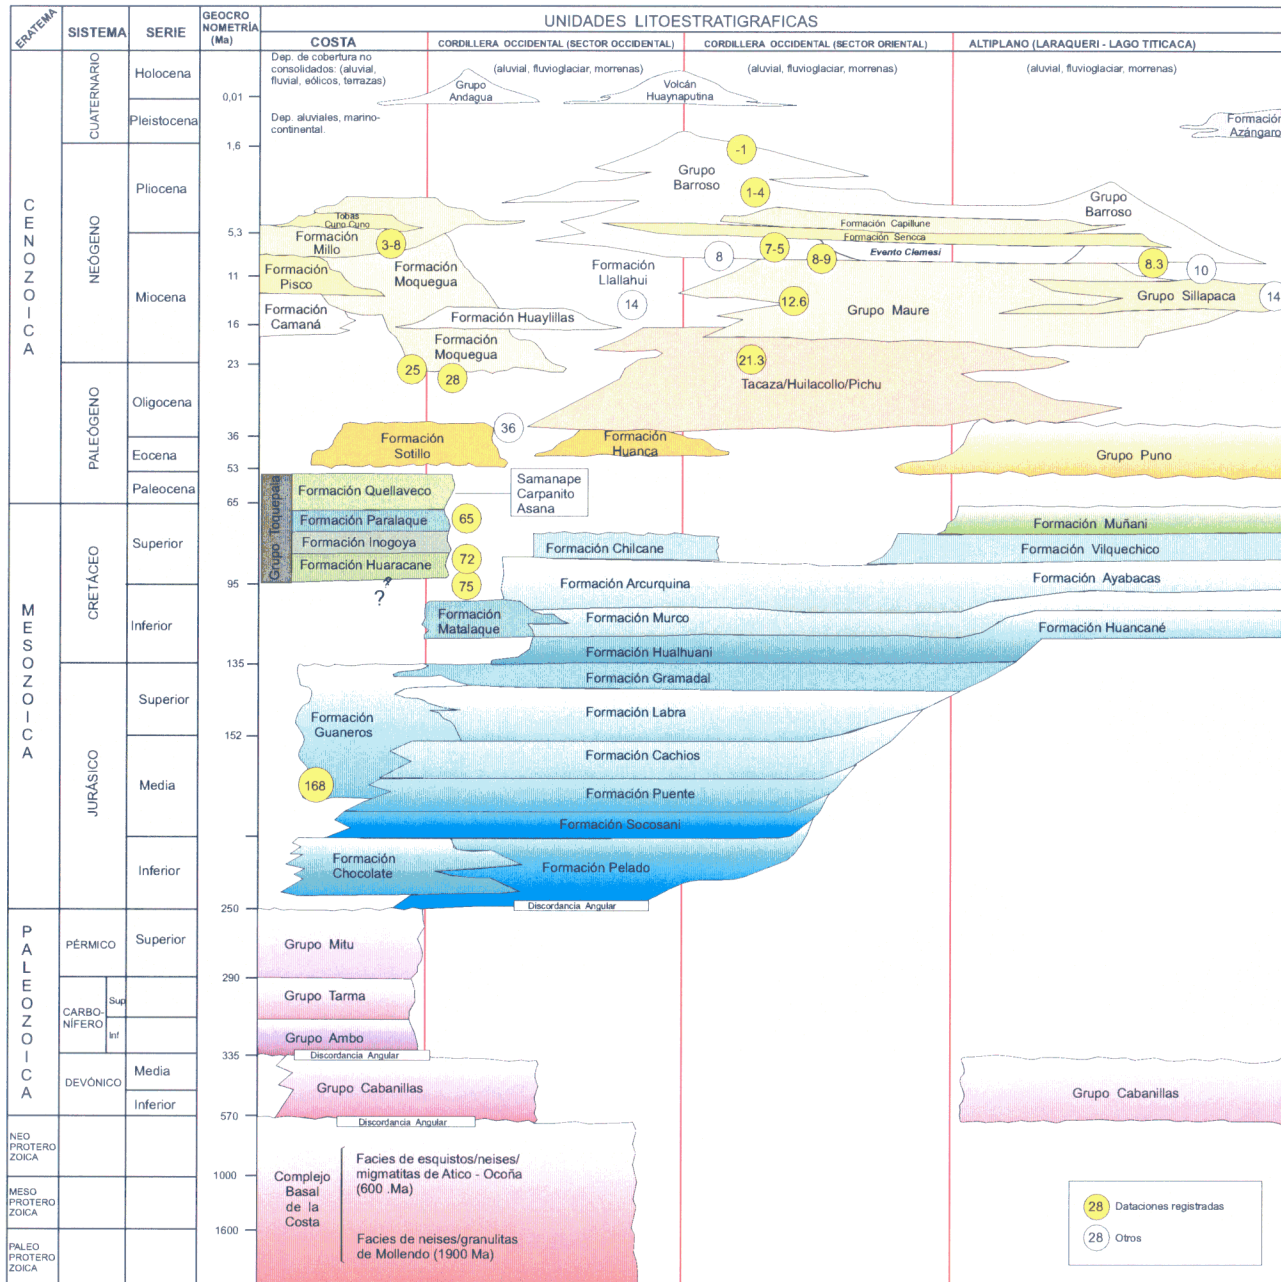 UNIDADES LITOESTRATIGRAFICAS
ERATEMA
SISTEMA
SERIE
GEOCRO
NOMETRÍA
(Ma)
COSTA
CORDILLERA OCCIDENTAL (SECTOR OCCIDENTAL)
CORDILLERA OCCIDENTAL (SECTOR ORIENTAL)
ALTIPLANO (LARAQUERI - LAGO TITICACA)
CENOZOICA
MESOZOICA
PALEOZOICA
NEO
PROTERO
ZOICA
MESO
PROTERO
ZOICA
PALEO
PROTERO
ZOICA
CUATERNARIO
NEÓGENO
PALEÓGENO
CRETÁCEO
JURÁSICO
PÉRMICO
CARBO-
NÍFERO
Sup
Inf
DEVÓNICO
Holocena
Pleistocena
Pliocena
Miocena
Oligocena
Eocena
Paleocena
Superior
Inferior
Superior
Media
Inferior
Superior
Media
Inferior
0,01
1,6
5,3
11
16
23
36
53
65
95
135
152
250
290
335
570
1000
1600
Dep. de cobertura no
consolidados: (aluvial,
fluvial, eólicos, terrazas)
Dep. aluviales, marino-
continental.
(aluvial, fluvioglaciar, morrenas)
(aluvial, fluvioglaciar, morrenas)
(aluvial, fluvioglaciar, morrenas)
Grupo
Andagua
Volcán
Huaynaputina
Formación
Azángaro
-1
Grupo
Barroso
1-4
Grupo
Barroso
Tobas
Cuno Cuno
Formación
Millo
3-8
Formación Capillune
Formación Sencca
7-5
8
8-9
Evento Clemesi
8.3
10
Formación
Pisco
Formación
Moquegua
Formación
Llallahui
14
12.6
Grupo Maure
Grupo Sillapaca
14
Formación
Camaná
Formación Huaylillas
Formación
Moquegua
25
28
21.3
Tacaza/Huilacollo/Pichu
36
Formación
Sotillo
Formación
Huanca
Grupo Puno
Grupo Toquepala
Formación Quellaveco
Samanape
Carpanito
Asana
Formación Paralaque
65
Formación Inogoya
Formación Huaracane
72
75
?
Formación Muñani
Formación Chilcane
Formación Vilquechico
Formación Arcurquina
Formación Ayabacas
Formación
Matalaque
Formación Murco
Formación Huancané
Formación Hualhuani
Formación Gramadal
Formación
Guaneros
Formación Labra
Formación Cachios
168
Formación Puente
Formación Socosani
Formación
Chocolate
Formación Pelado
Discordancia Angular
Grupo Mitu
Grupo Tarma
Grupo Ambo
Discordancia Angular
Grupo Cabanillas
Grupo Cabanillas
Discordancia Angular
Complejo
Basal
de la
Costa
Facies de esquistos/neises/
migmatitas de Atico - Ocoña
(600 .Ma)
Facies de neises/granulitas
de Mollendo (1900 Ma)
28 Dataciones registradas
28 Otros